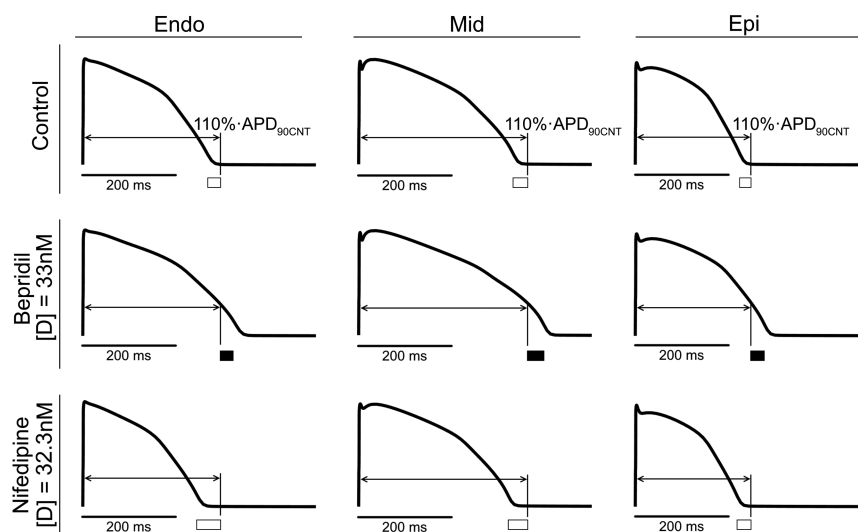 Endo Mid Epi
Control
110%·APD90CNT 110%·APD90CNT 110%·APD90CNT
200 ms 200 ms 200 ms
Bepridil
[D] = 33nM
200 ms 200 ms 200 ms
Nifedipine
[D] = 32.3nM
200 ms 200 ms 200 ms